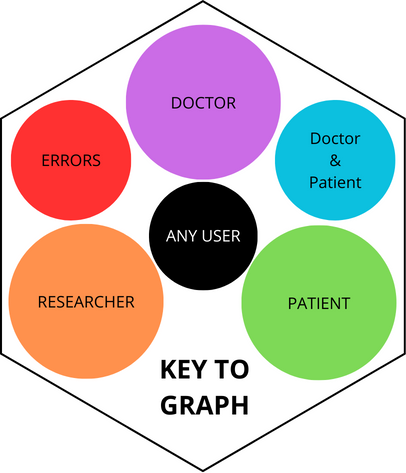 DOCTOR
ERRORS
Doctor
&
Patient
ANY USER
RESEARCHER
PATIENT
KEY TO
GRAPH